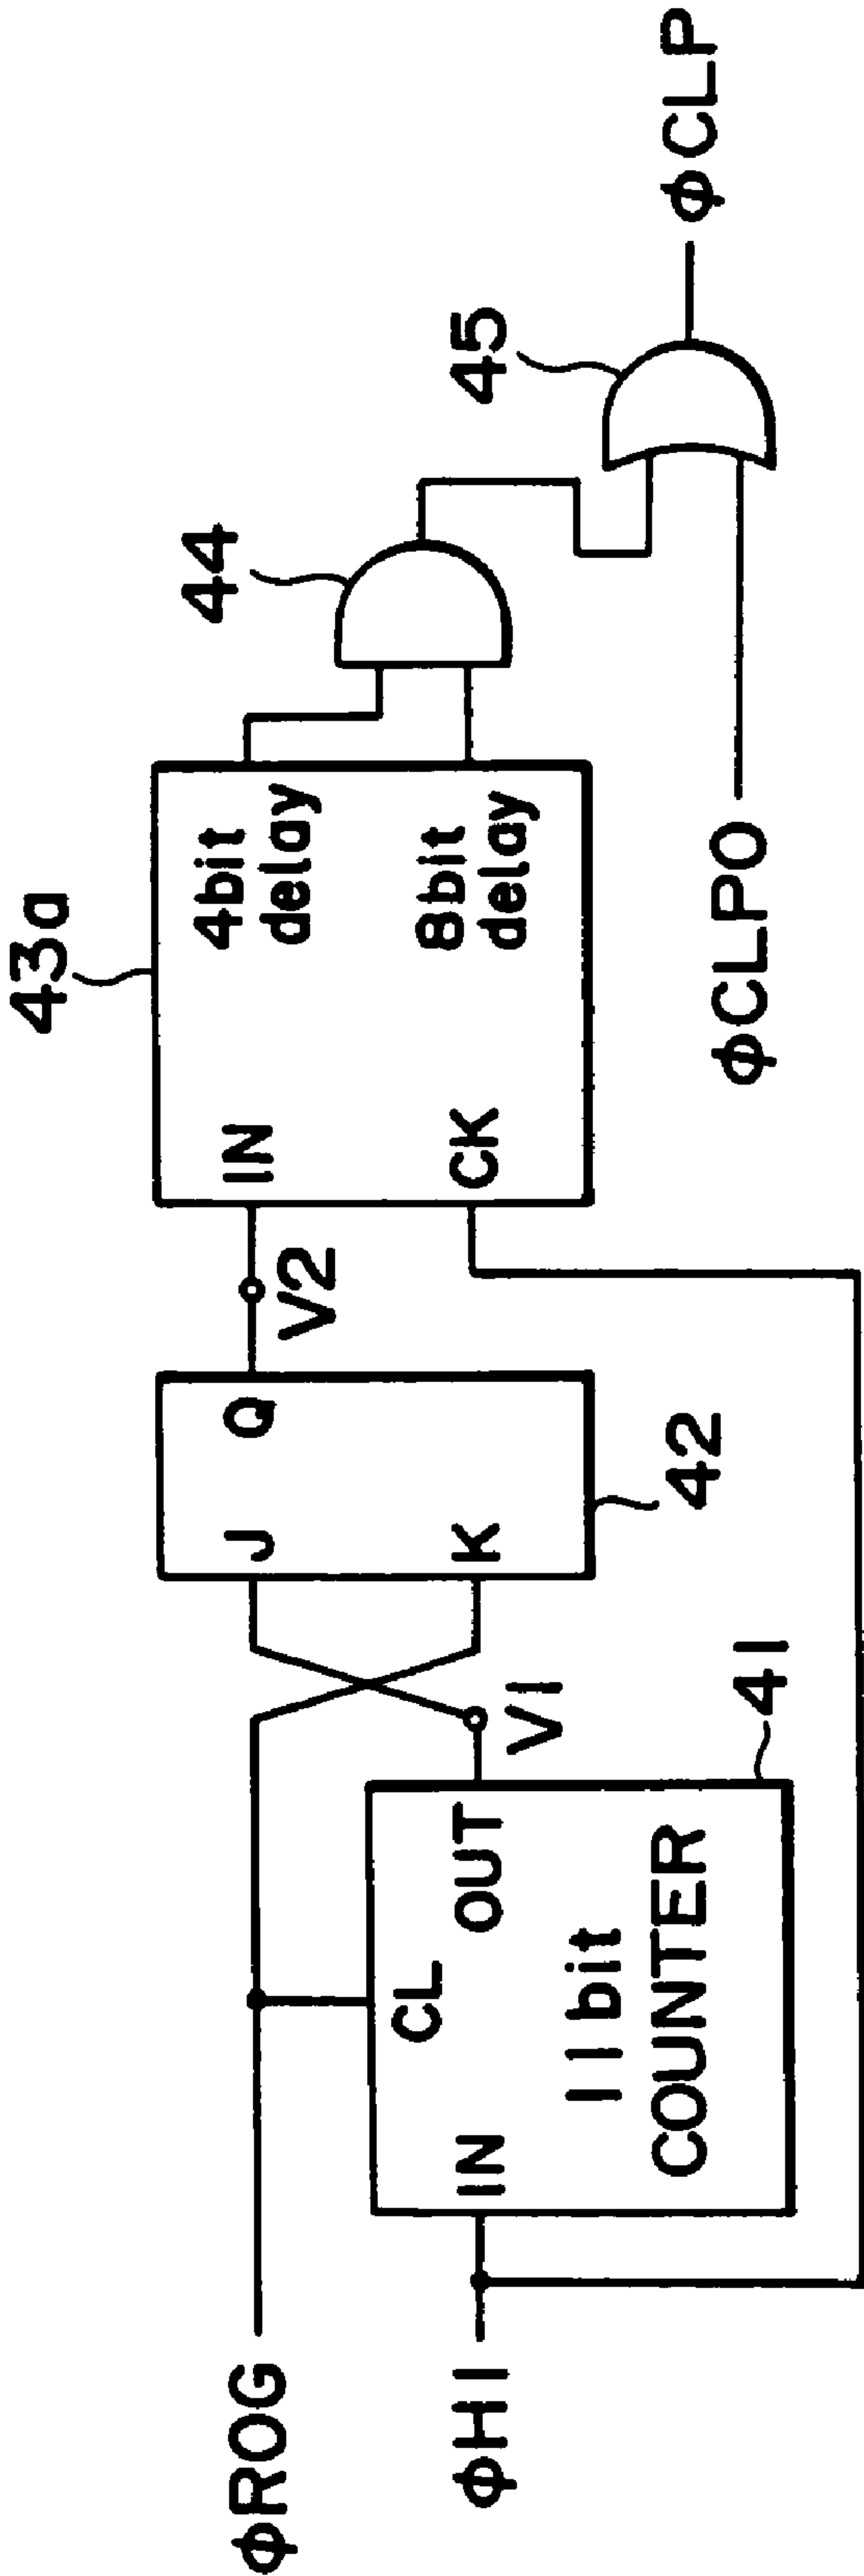 φROG
φH1
IN
CL
OUT
11bit
COUNTER
41
V1
J
K
Q
42
V2
IN
CK
43a
4bit
delay
8bit
delay
44
φCLP0
45
φCLP